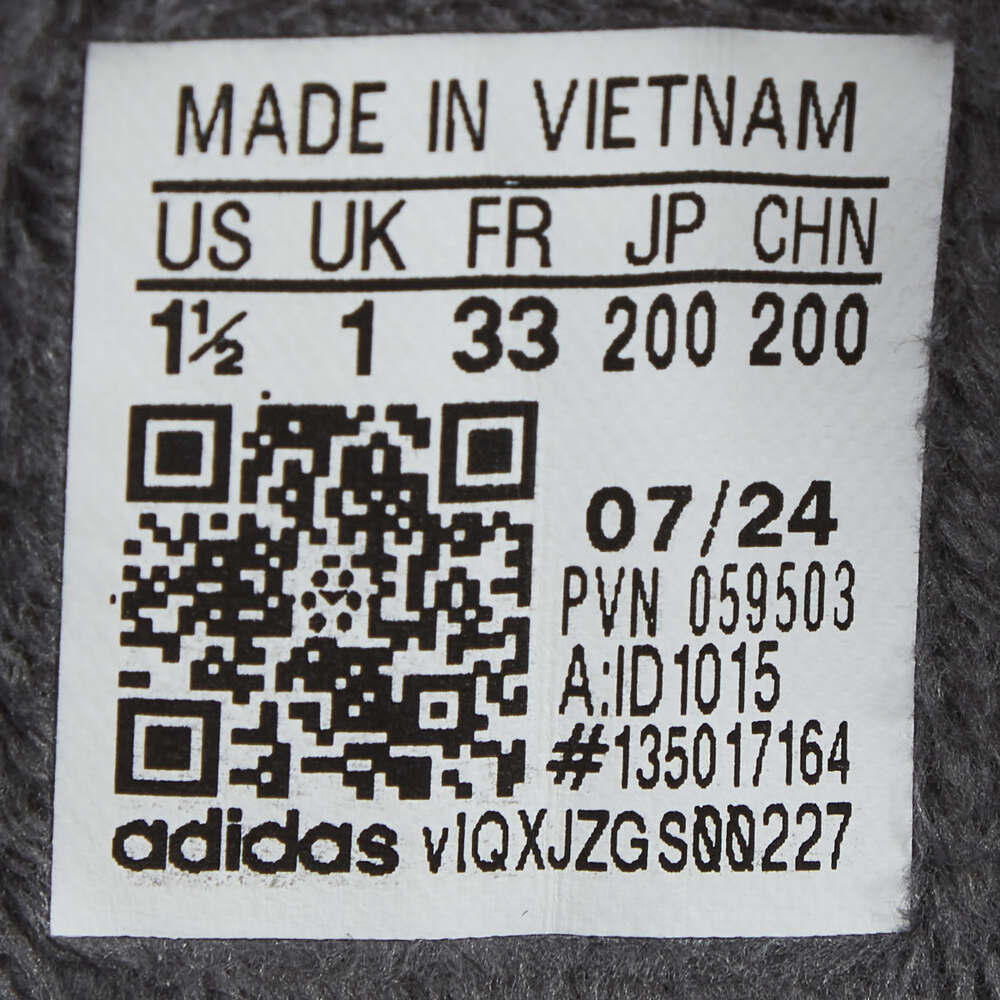 MADE IN VIETNAM
US UK FR JP CHN
1½ 1 33 200 200
07/24
PVN 059503
A:ID1015
#135017164
adidas vIQXJZGS00227